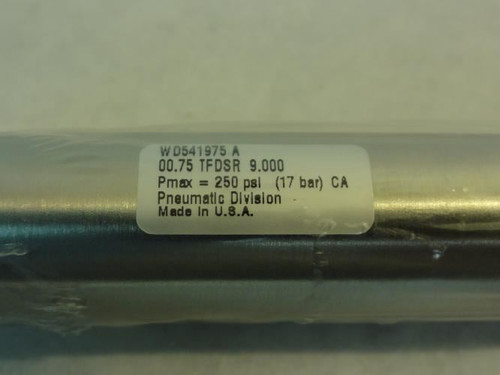 WD541975 A
00.75 TFDSR 9.000
Pmax = 250 psi (17 bar) CA
Pneumatic Division
Made in U.S.A.